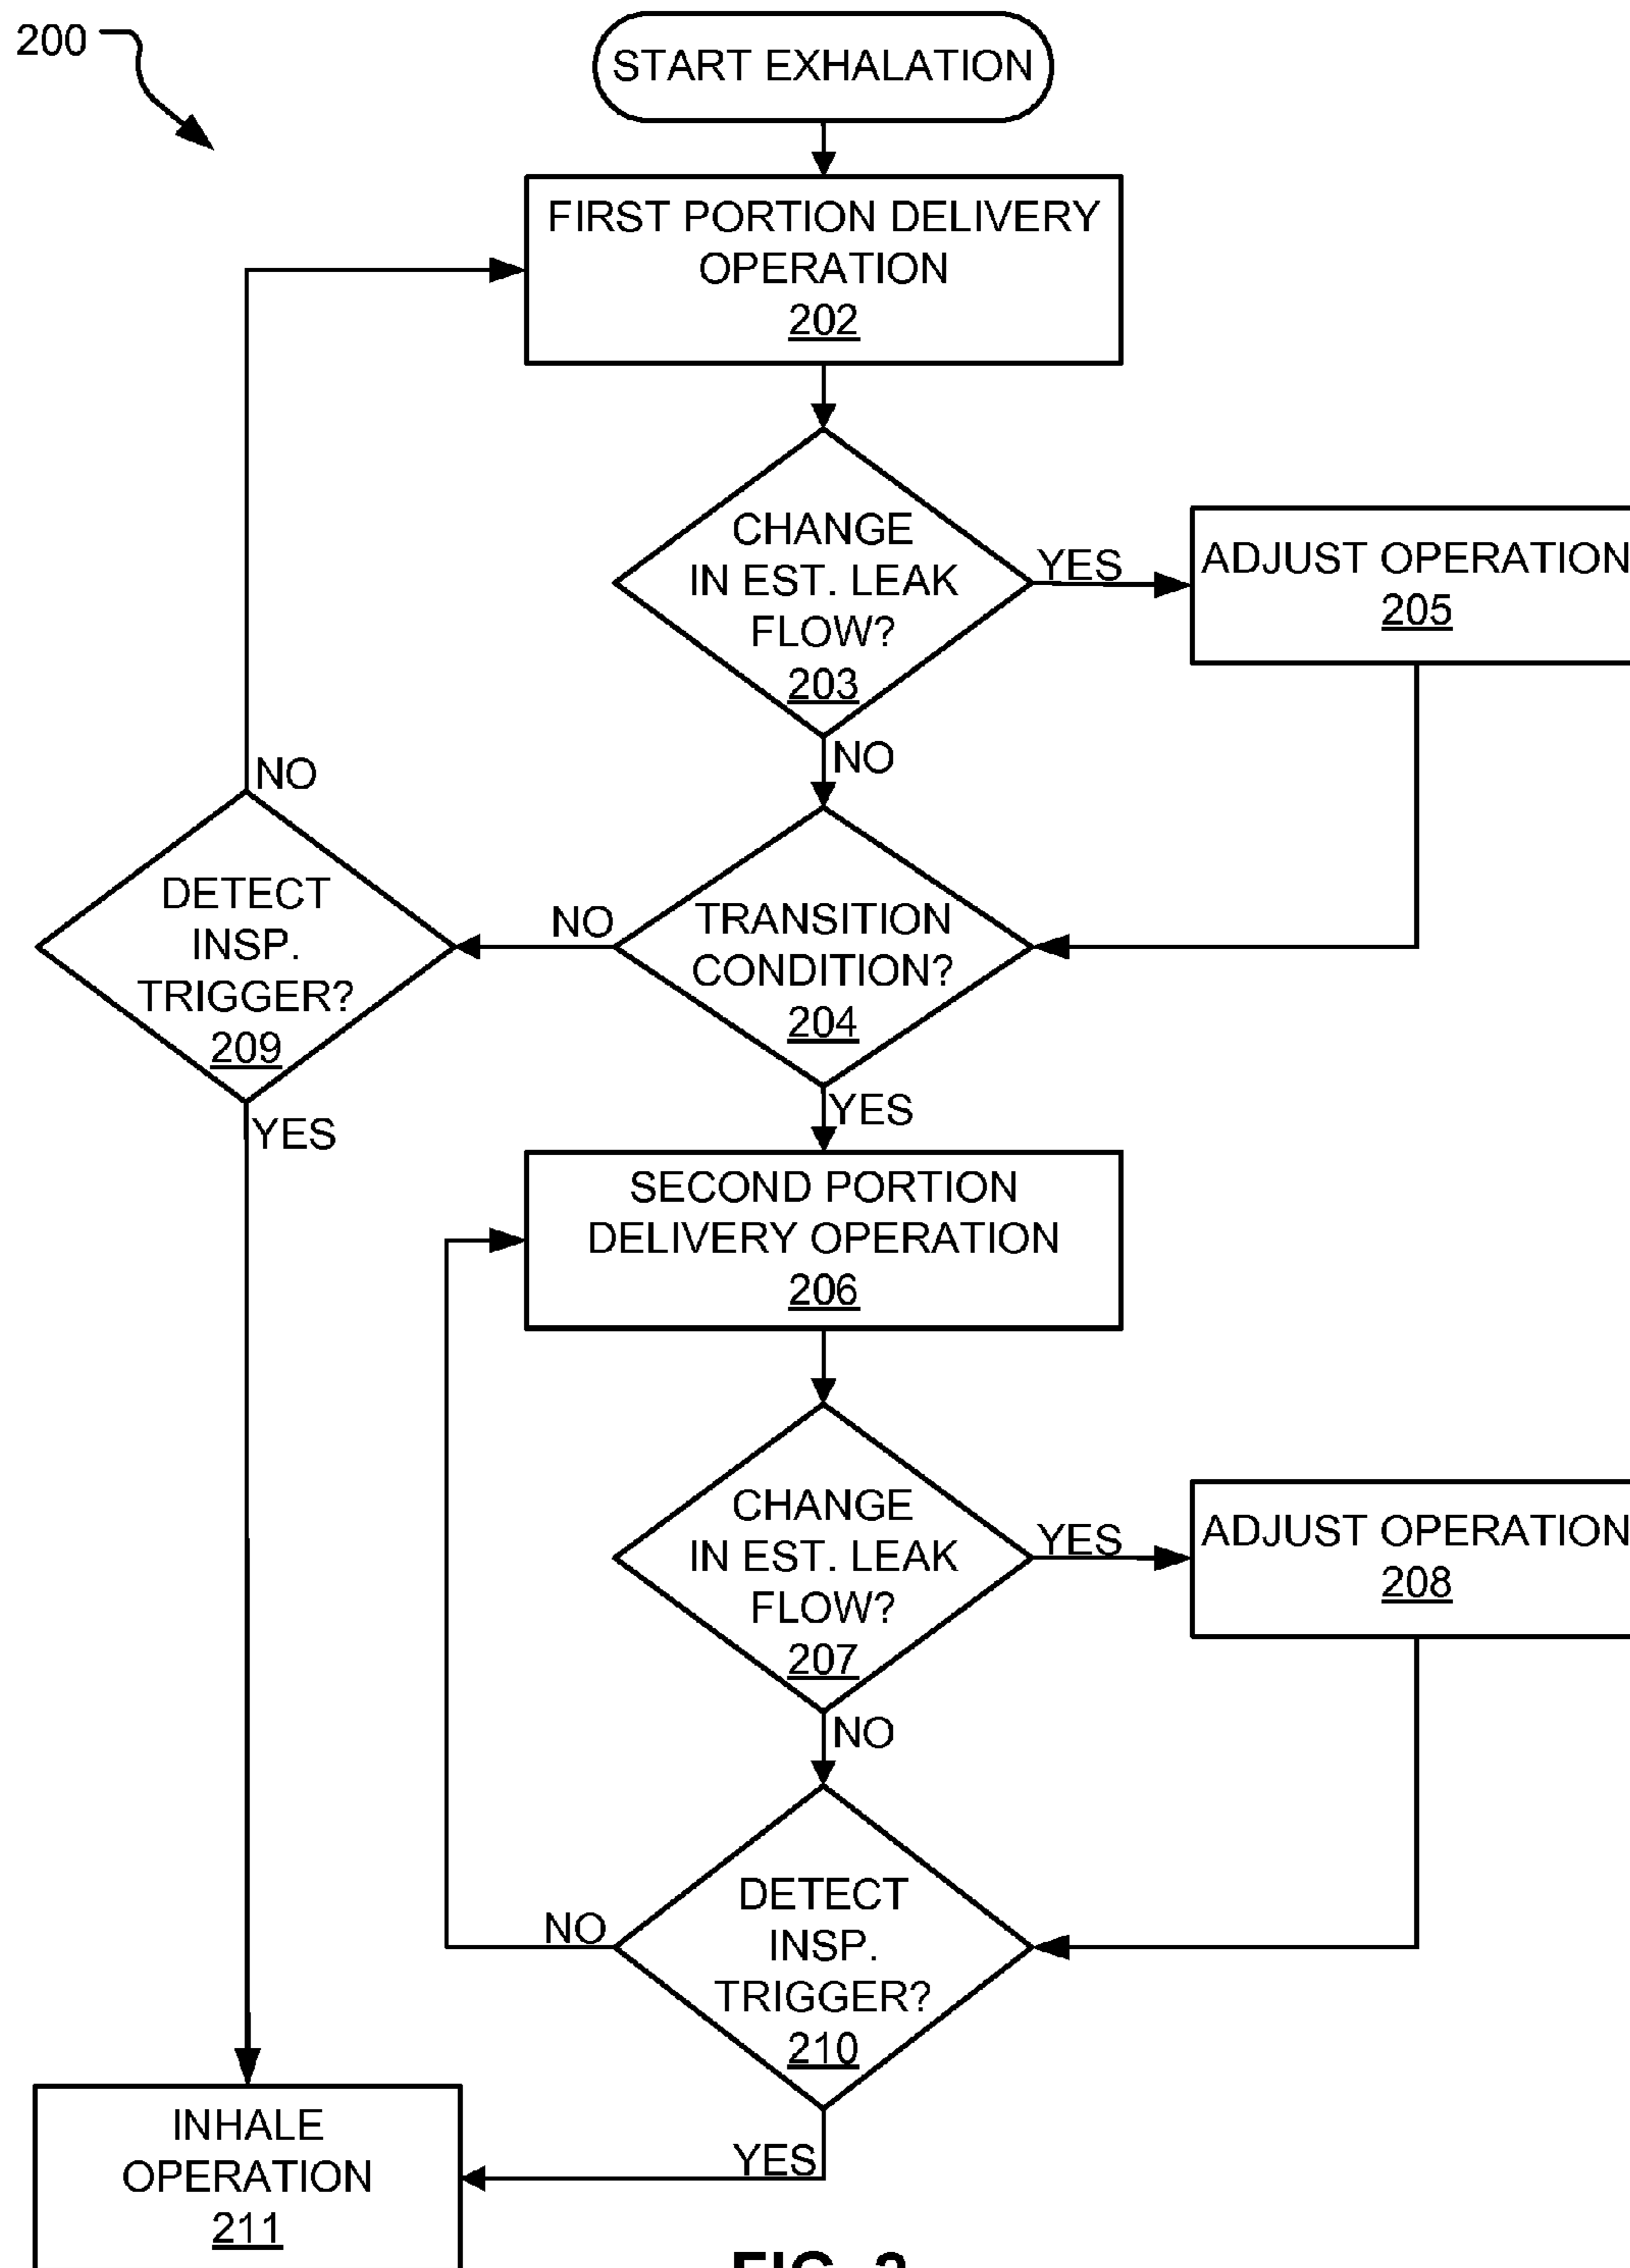 200
START EXHALATION
FIRST PORTION DELIVERY
OPERATION
202
CHANGE
IN EST. LEAK
FLOW?
203
YES
ADJUST OPERATION
205
NO
NO
DETECT
INSP.
TRIGGER?
209
NO
TRANSITION
CONDITION?
204
YES
YES
SECOND PORTION
DELIVERY OPERATION
206
CHANGE
IN EST. LEAK
FLOW?
207
YES
ADJUST OPERATION
208
NO
NO
DETECT
INSP.
TRIGGER?
210
YES
INHALE
OPERATION
211
FIG.